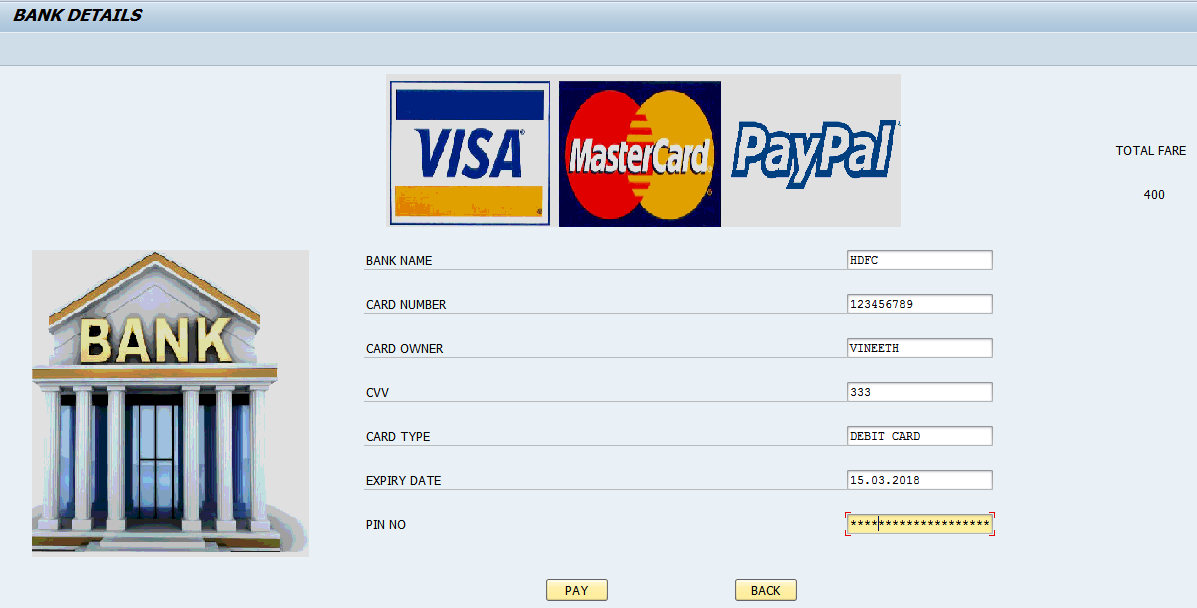 BANK DETAILS
VISA
MasterCard
PayPal
TOTAL FARE
400
BANK
BANK NAME HDFC
CARD NUMBER 123456789
CARD OWNER VINEETH
CVV 333
CARD TYPE DEBIT CARD
EXPIRY DATE 15.03.2018
PIN NO ********************
PAY BACK